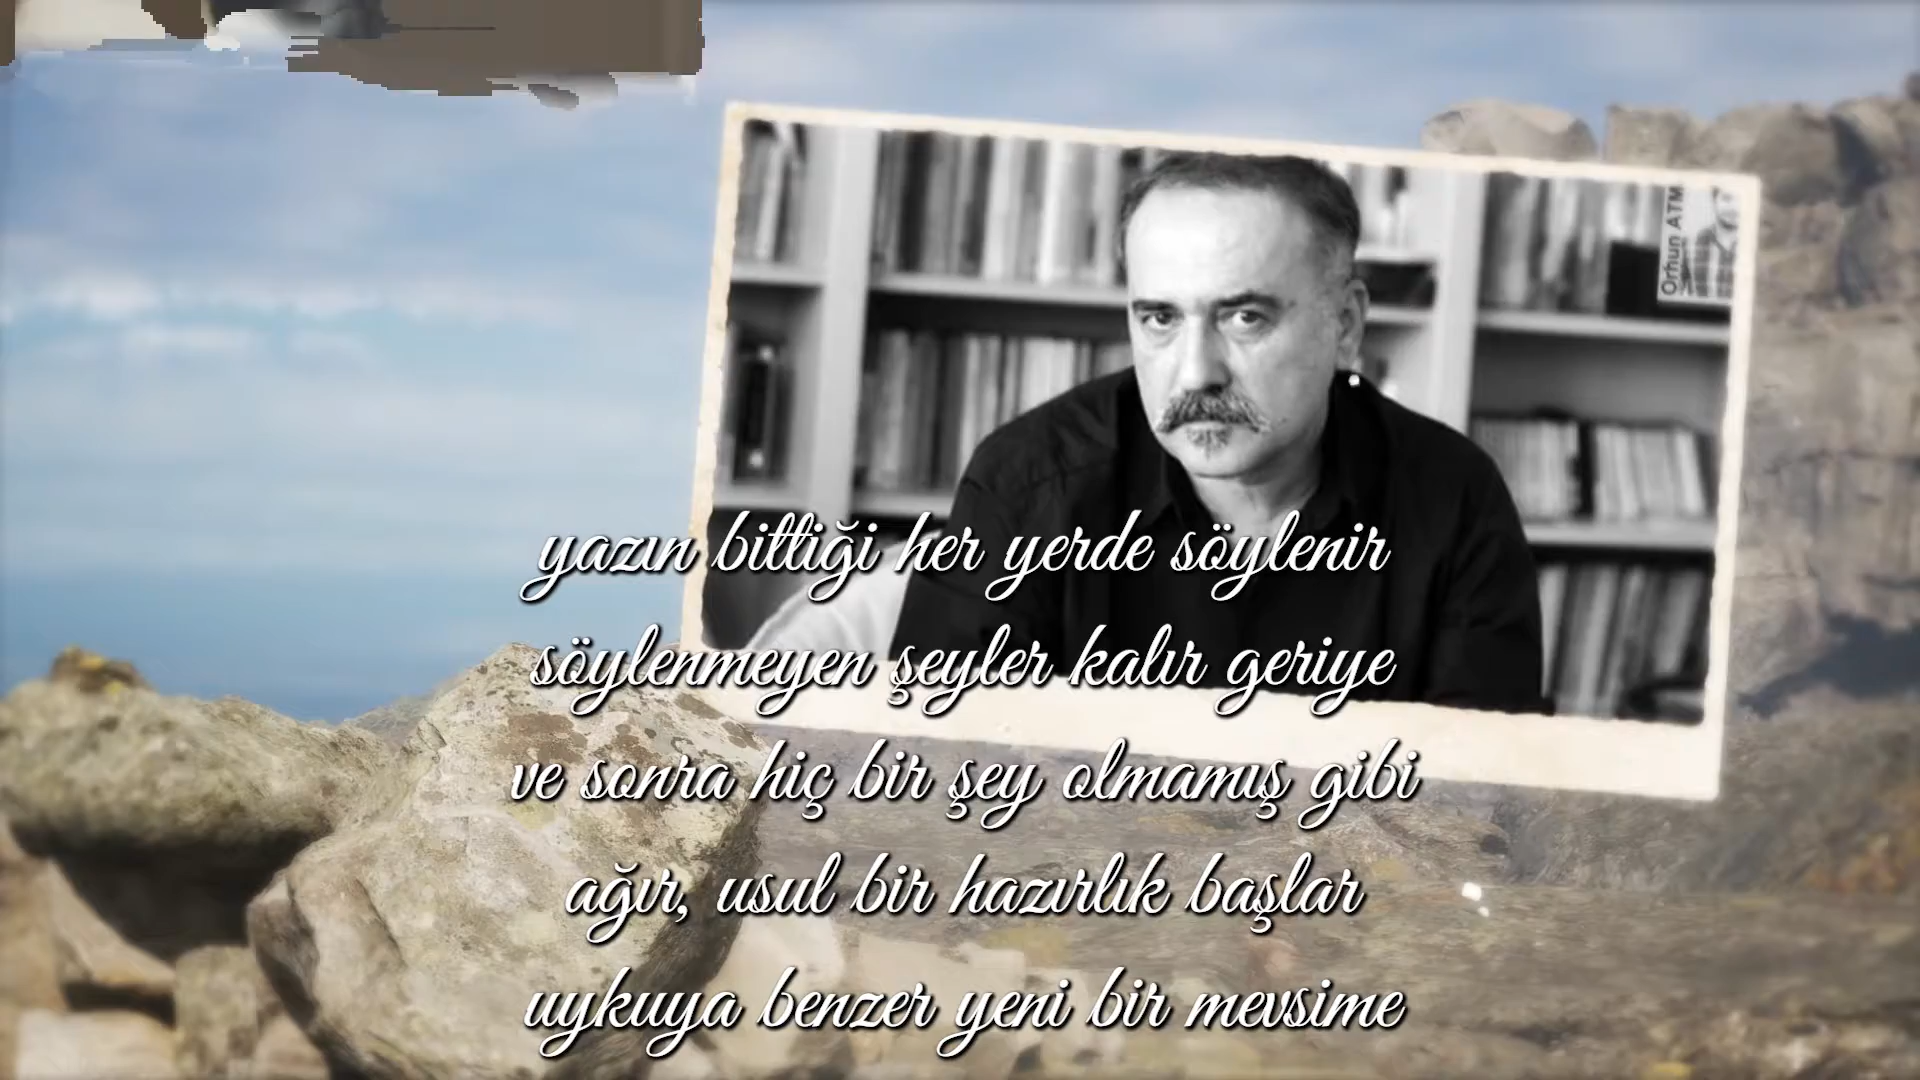 Orhun ATM
yazın bittiği her yerde söylenir
söylenmeyen şeyler kalır geriye
ve sonra hiç bir şey olmamış gibi
ağır, usul bir hazırlık başlar
uykuya benzer yeni bir mevsime